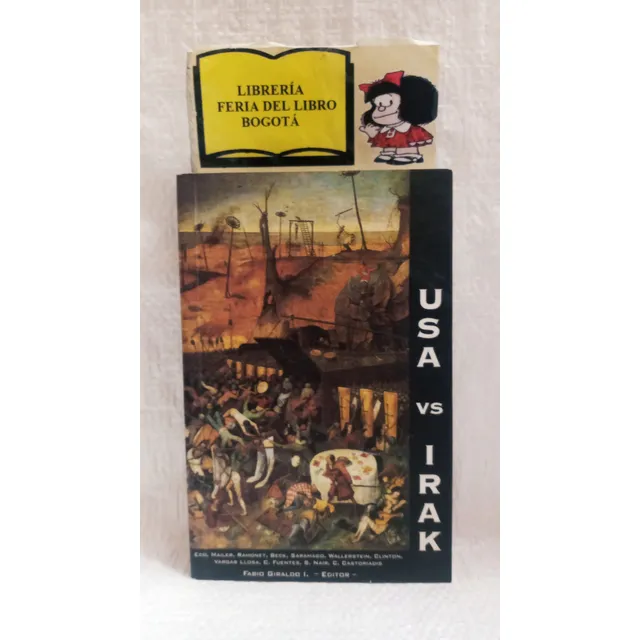 LIBRERÍA
FERIA DEL LIBRO
BOGOTÁ
USA VS IRAK
ECO, MAILER, RAMONET, BECK, SARAMAGO, WALLERSTEIN, CLINTON,
VARGAS LLOSA, C. FUENTES, S. NAIR, C. CASTORIADIS
FABIO GIRALDO I. - EDITOR -